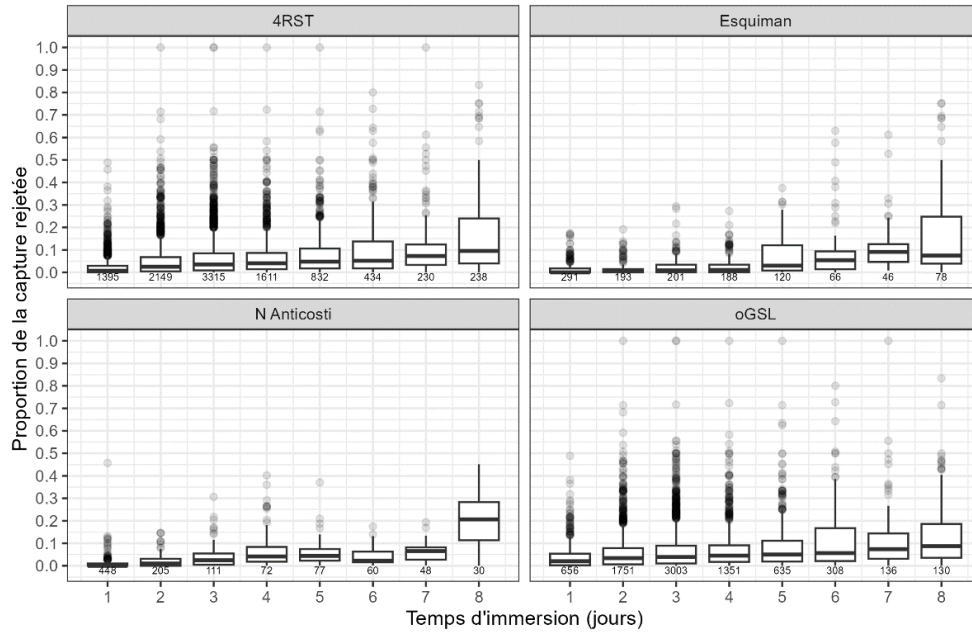 4RST Esquiman
1.0 0.9 0.8 0.7 0.6 0.5 0.4 0.3 0.2 0.1 0.0
1395 2149 3315 1611 832 434 230 238
291 193 201 188 120 66 46 78
N Anticosti oGSL
1.0 0.9 0.8 0.7 0.6 0.5 0.4 0.3 0.2 0.1 0.0
448 205 111 72 77 60 48 30
656 1751 3003 1351 635 308 136 130
1 2 3 4 5 6 7 8 1 2 3 4 5 6 7 8
Temps d'immersion (jours)
Proportion de la capture rejetée